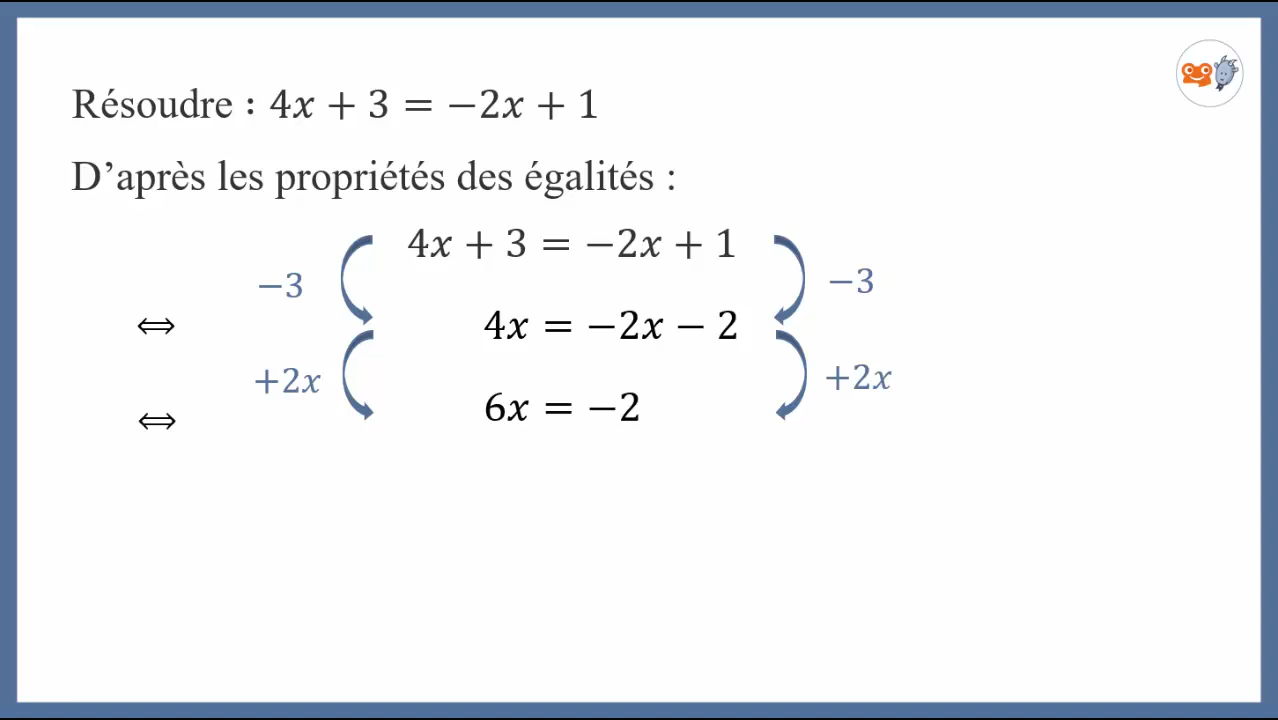 Résoudre : 4x + 3 = −2x + 1
D’après les propriétés des égalités :
4x + 3 = −2x + 1
−3 −3
⇔ 4x = −2x − 2
+2x +2x
⇔ 6x = −2